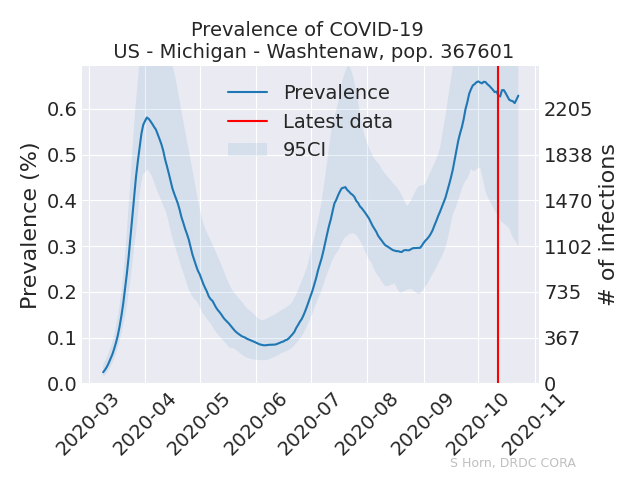 Prevalence of COVID-19
US - Michigan - Washtenaw, pop. 367601
Prevalence
Latest data
95CI
Prevalence (%)
0.6
0.5
0.4
0.3
0.2
0.1
0.0
2205
1838
1470
1102
735
367
0
# of infections
2020-03
2020-04
2020-05
2020-06
2020-07
2020-08
2020-09
2020-10
2020-11
S Horn, DRDC CORA